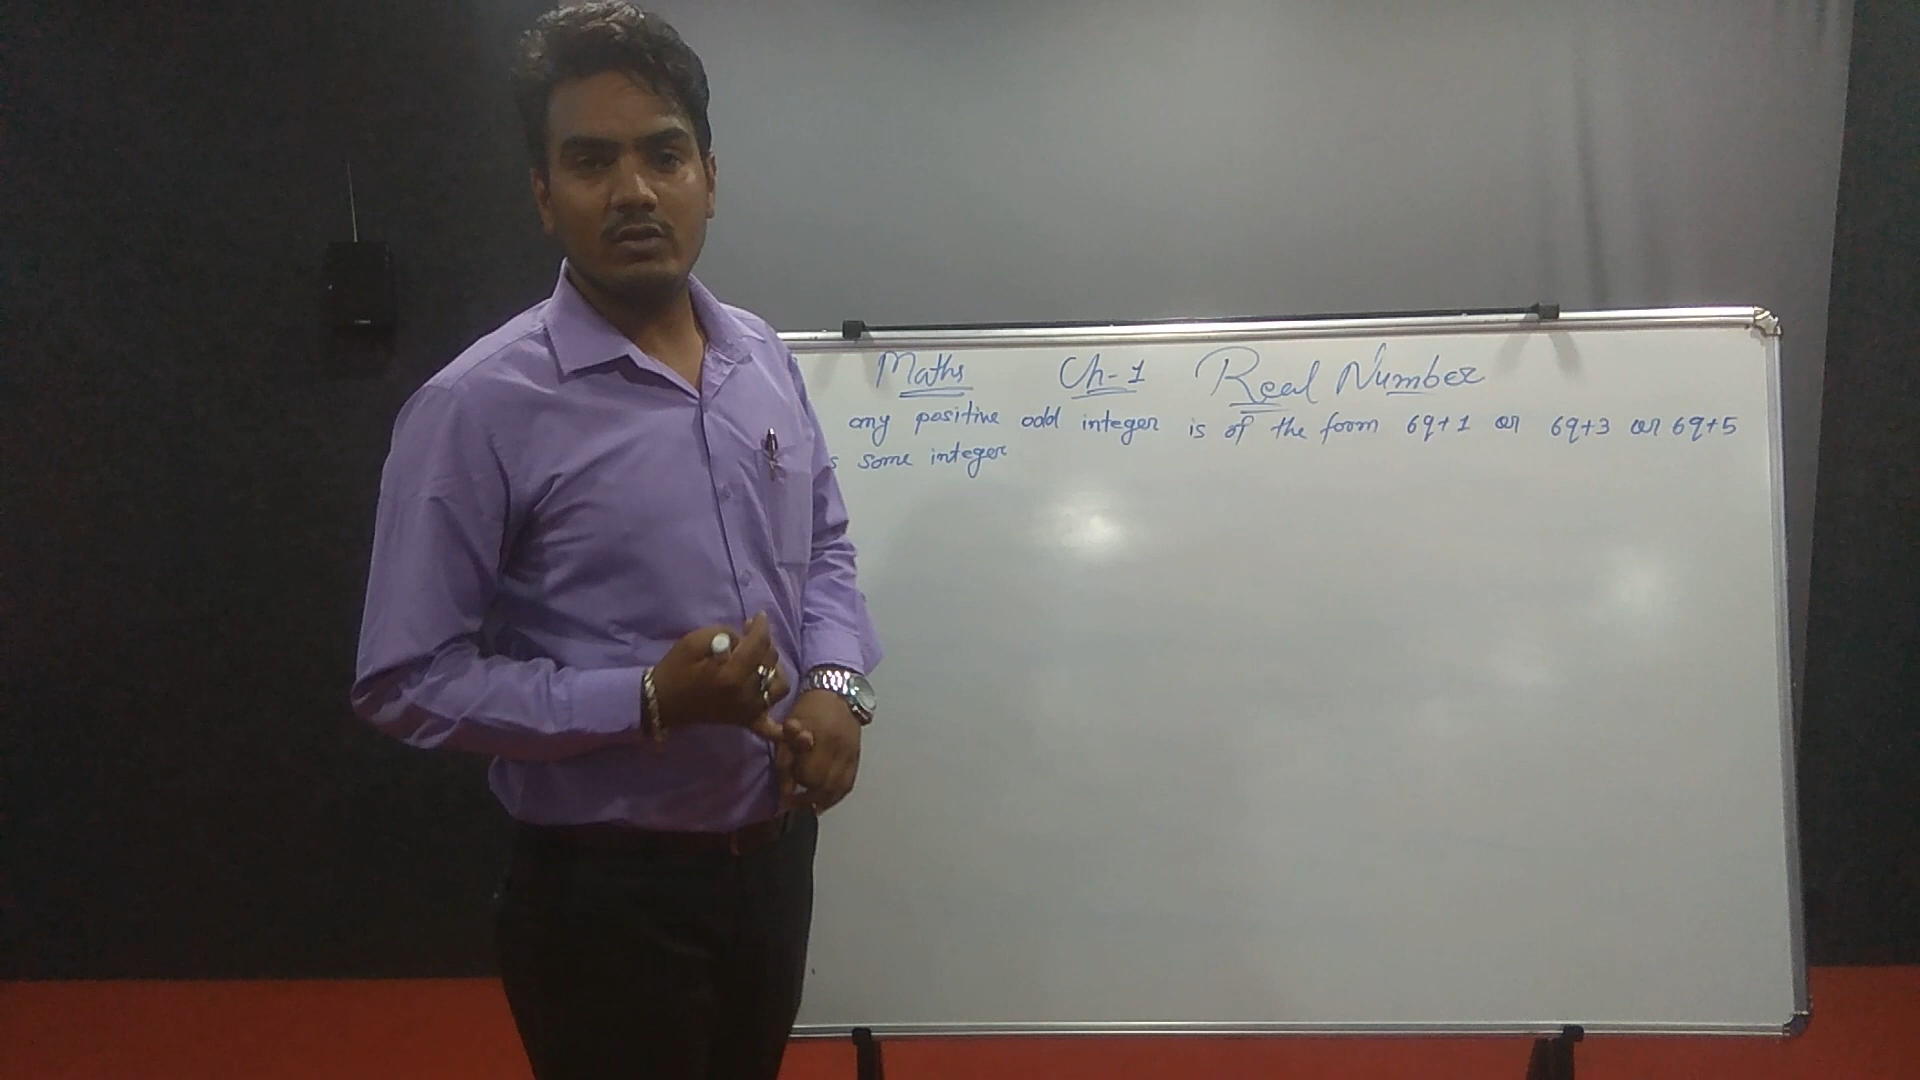 Maths Ch-1 Real Number
any positive odd integer is of the form 6q+1 or 6q+3 or 6q+5
s some integer